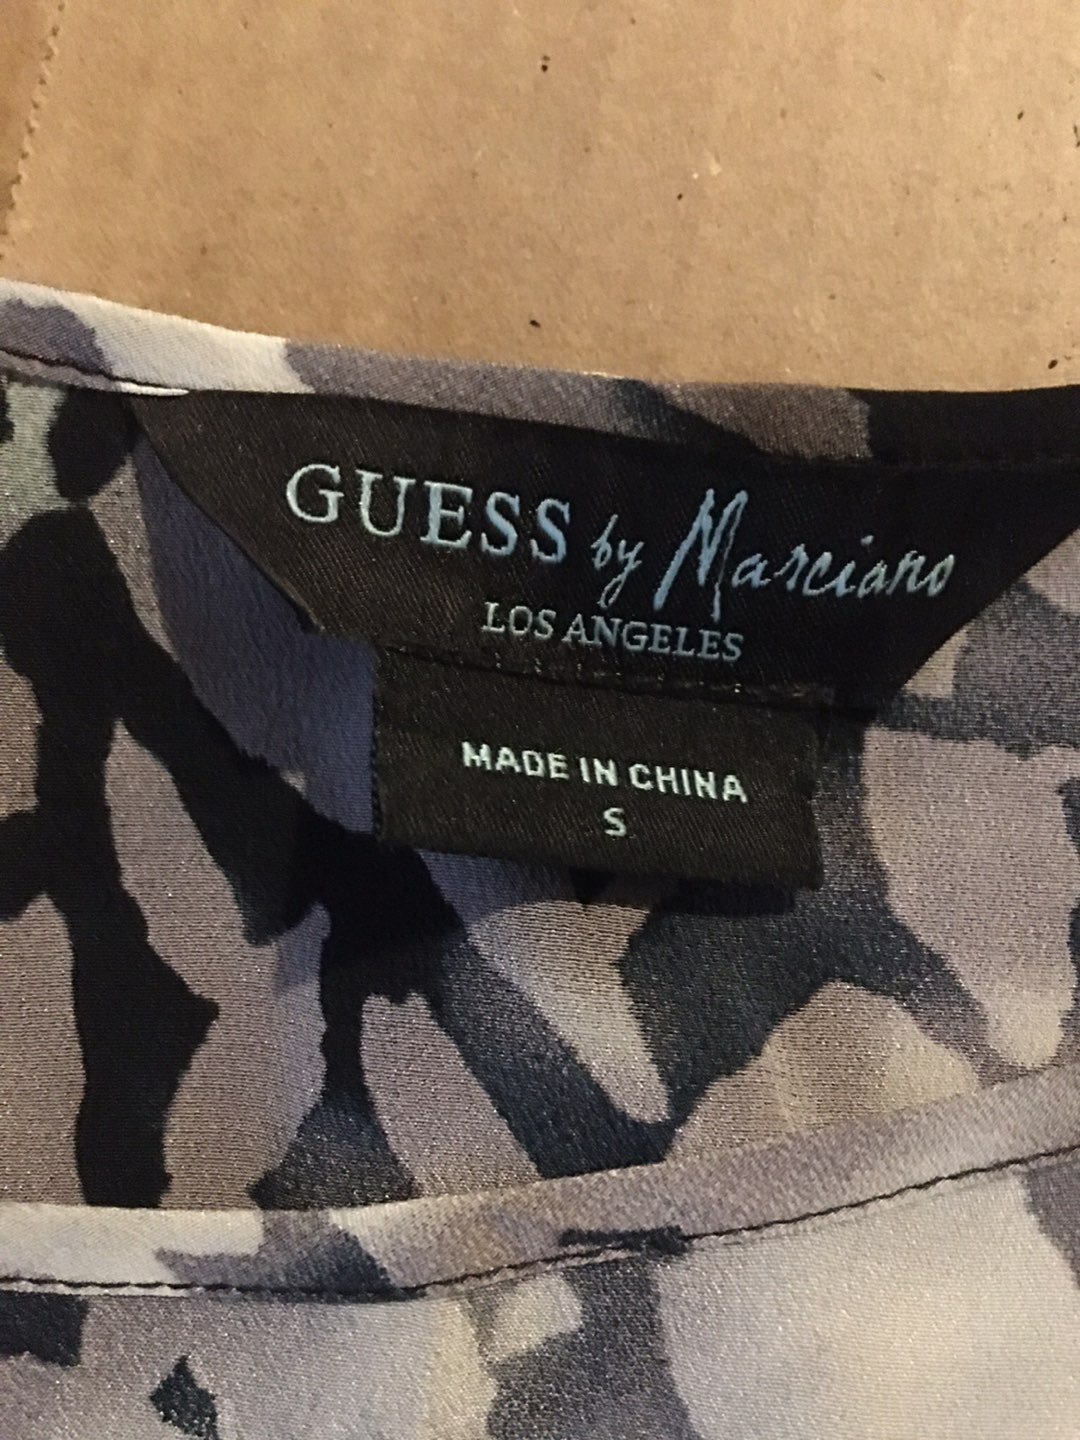 GUESS by Marciano
LOS ANGELES
MADE IN CHINA
S